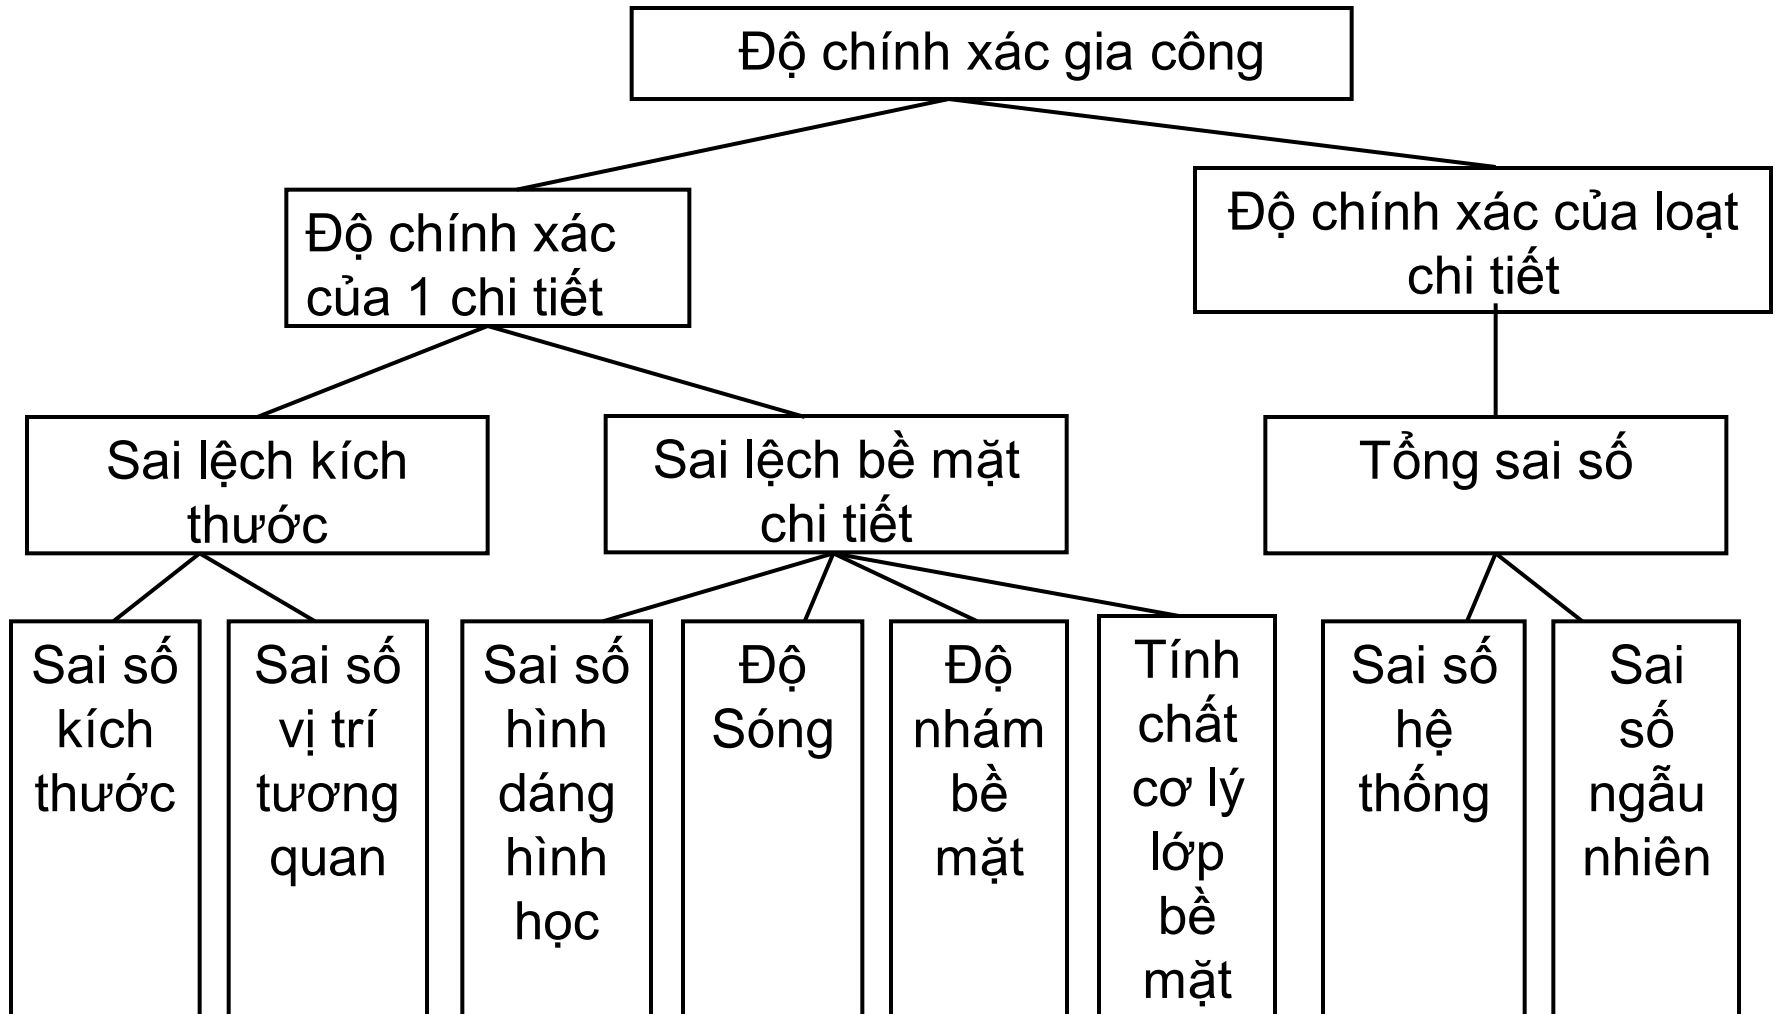 Độ chính xác gia công
Độ chính xác
của 1 chi tiết
Độ chính xác của loạt
chi tiết
Sai lệch kích
thước
Sai lệch bề mặt
chi tiết
Tổng sai số
Sai số
kích
thước
Sai số
vị trí
tương
quan
Sai số
hình
dáng
hình
học
Độ
Sóng
Độ
nhám
bề
mặt
Tính
chất
cơ lý
lớp
bề
mặt
Sai số
hệ
thống
Sai
số
ngẫu
nhiên